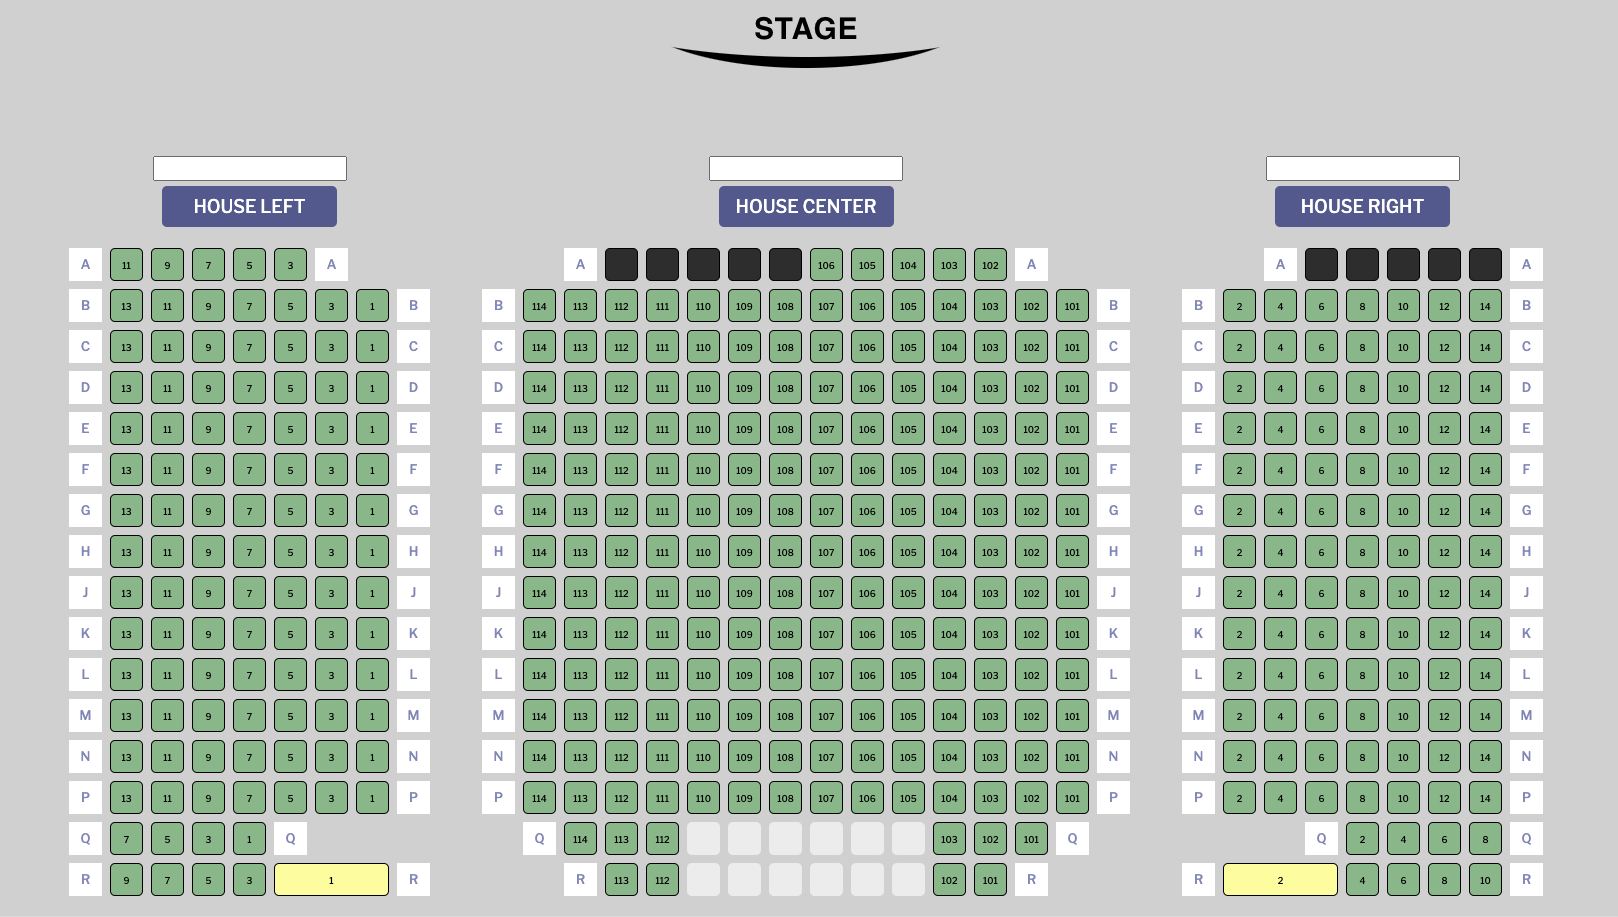 STAGE
HOUSE LEFT HOUSE CENTER HOUSE RIGHT
A 11 9 7 5 3 A A 106 105 104 103 102 A A A
B 13 11 9 7 5 3 1 B B 114 113 112 111 110 109 108 107 106 105 104 103 102 101 B B 2 4 6 8 10 12 14 B
C 13 11 9 7 5 3 1 C C 114 113 112 111 110 109 108 107 106 105 104 103 102 101 C C 2 4 6 8 10 12 14 C
D 13 11 9 7 5 3 1 D D 114 113 112 111 110 109 108 107 106 105 104 103 102 101 D D 2 4 6 8 10 12 14 D
E 13 11 9 7 5 3 1 E E 114 113 112 111 110 109 108 107 106 105 104 103 102 101 E E 2 4 6 8 10 12 14 E
F 13 11 9 7 5 3 1 F F 114 113 112 111 110 109 108 107 106 105 104 103 102 101 F F 2 4 6 8 10 12 14 F
G 13 11 9 7 5 3 1 G G 114 113 112 111 110 109 108 107 106 105 104 103 102 101 G G 2 4 6 8 10 12 14 G
H 13 11 9 7 5 3 1 H H 114 113 112 111 110 109 108 107 106 105 104 103 102 101 H H 2 4 6 8 10 12 14 H
J 13 11 9 7 5 3 1 J J 114 113 112 111 110 109 108 107 106 105 104 103 102 101 J J 2 4 6 8 10 12 14 J
K 13 11 9 7 5 3 1 K K 114 113 112 111 110 109 108 107 106 105 104 103 102 101 K K 2 4 6 8 10 12 14 K
L 13 11 9 7 5 3 1 L L 114 113 112 111 110 109 108 107 106 105 104 103 102 101 L L 2 4 6 8 10 12 14 L
M 13 11 9 7 5 3 1 M M 114 113 112 111 110 109 108 107 106 105 104 103 102 101 M M 2 4 6 8 10 12 14 M
N 13 11 9 7 5 3 1 N N 114 113 112 111 110 109 108 107 106 105 104 103 102 101 N N 2 4 6 8 10 12 14 N
P 13 11 9 7 5 3 1 P P 114 113 112 111 110 109 108 107 106 105 104 103 102 101 P P 2 4 6 8 10 12 14 P
Q 7 5 3 1 Q Q 114 113 112 103 102 101 Q Q 2 4 6 8 Q
R 9 7 5 3 1 R R 113 112 102 101 R R 2 4 6 8 10 R